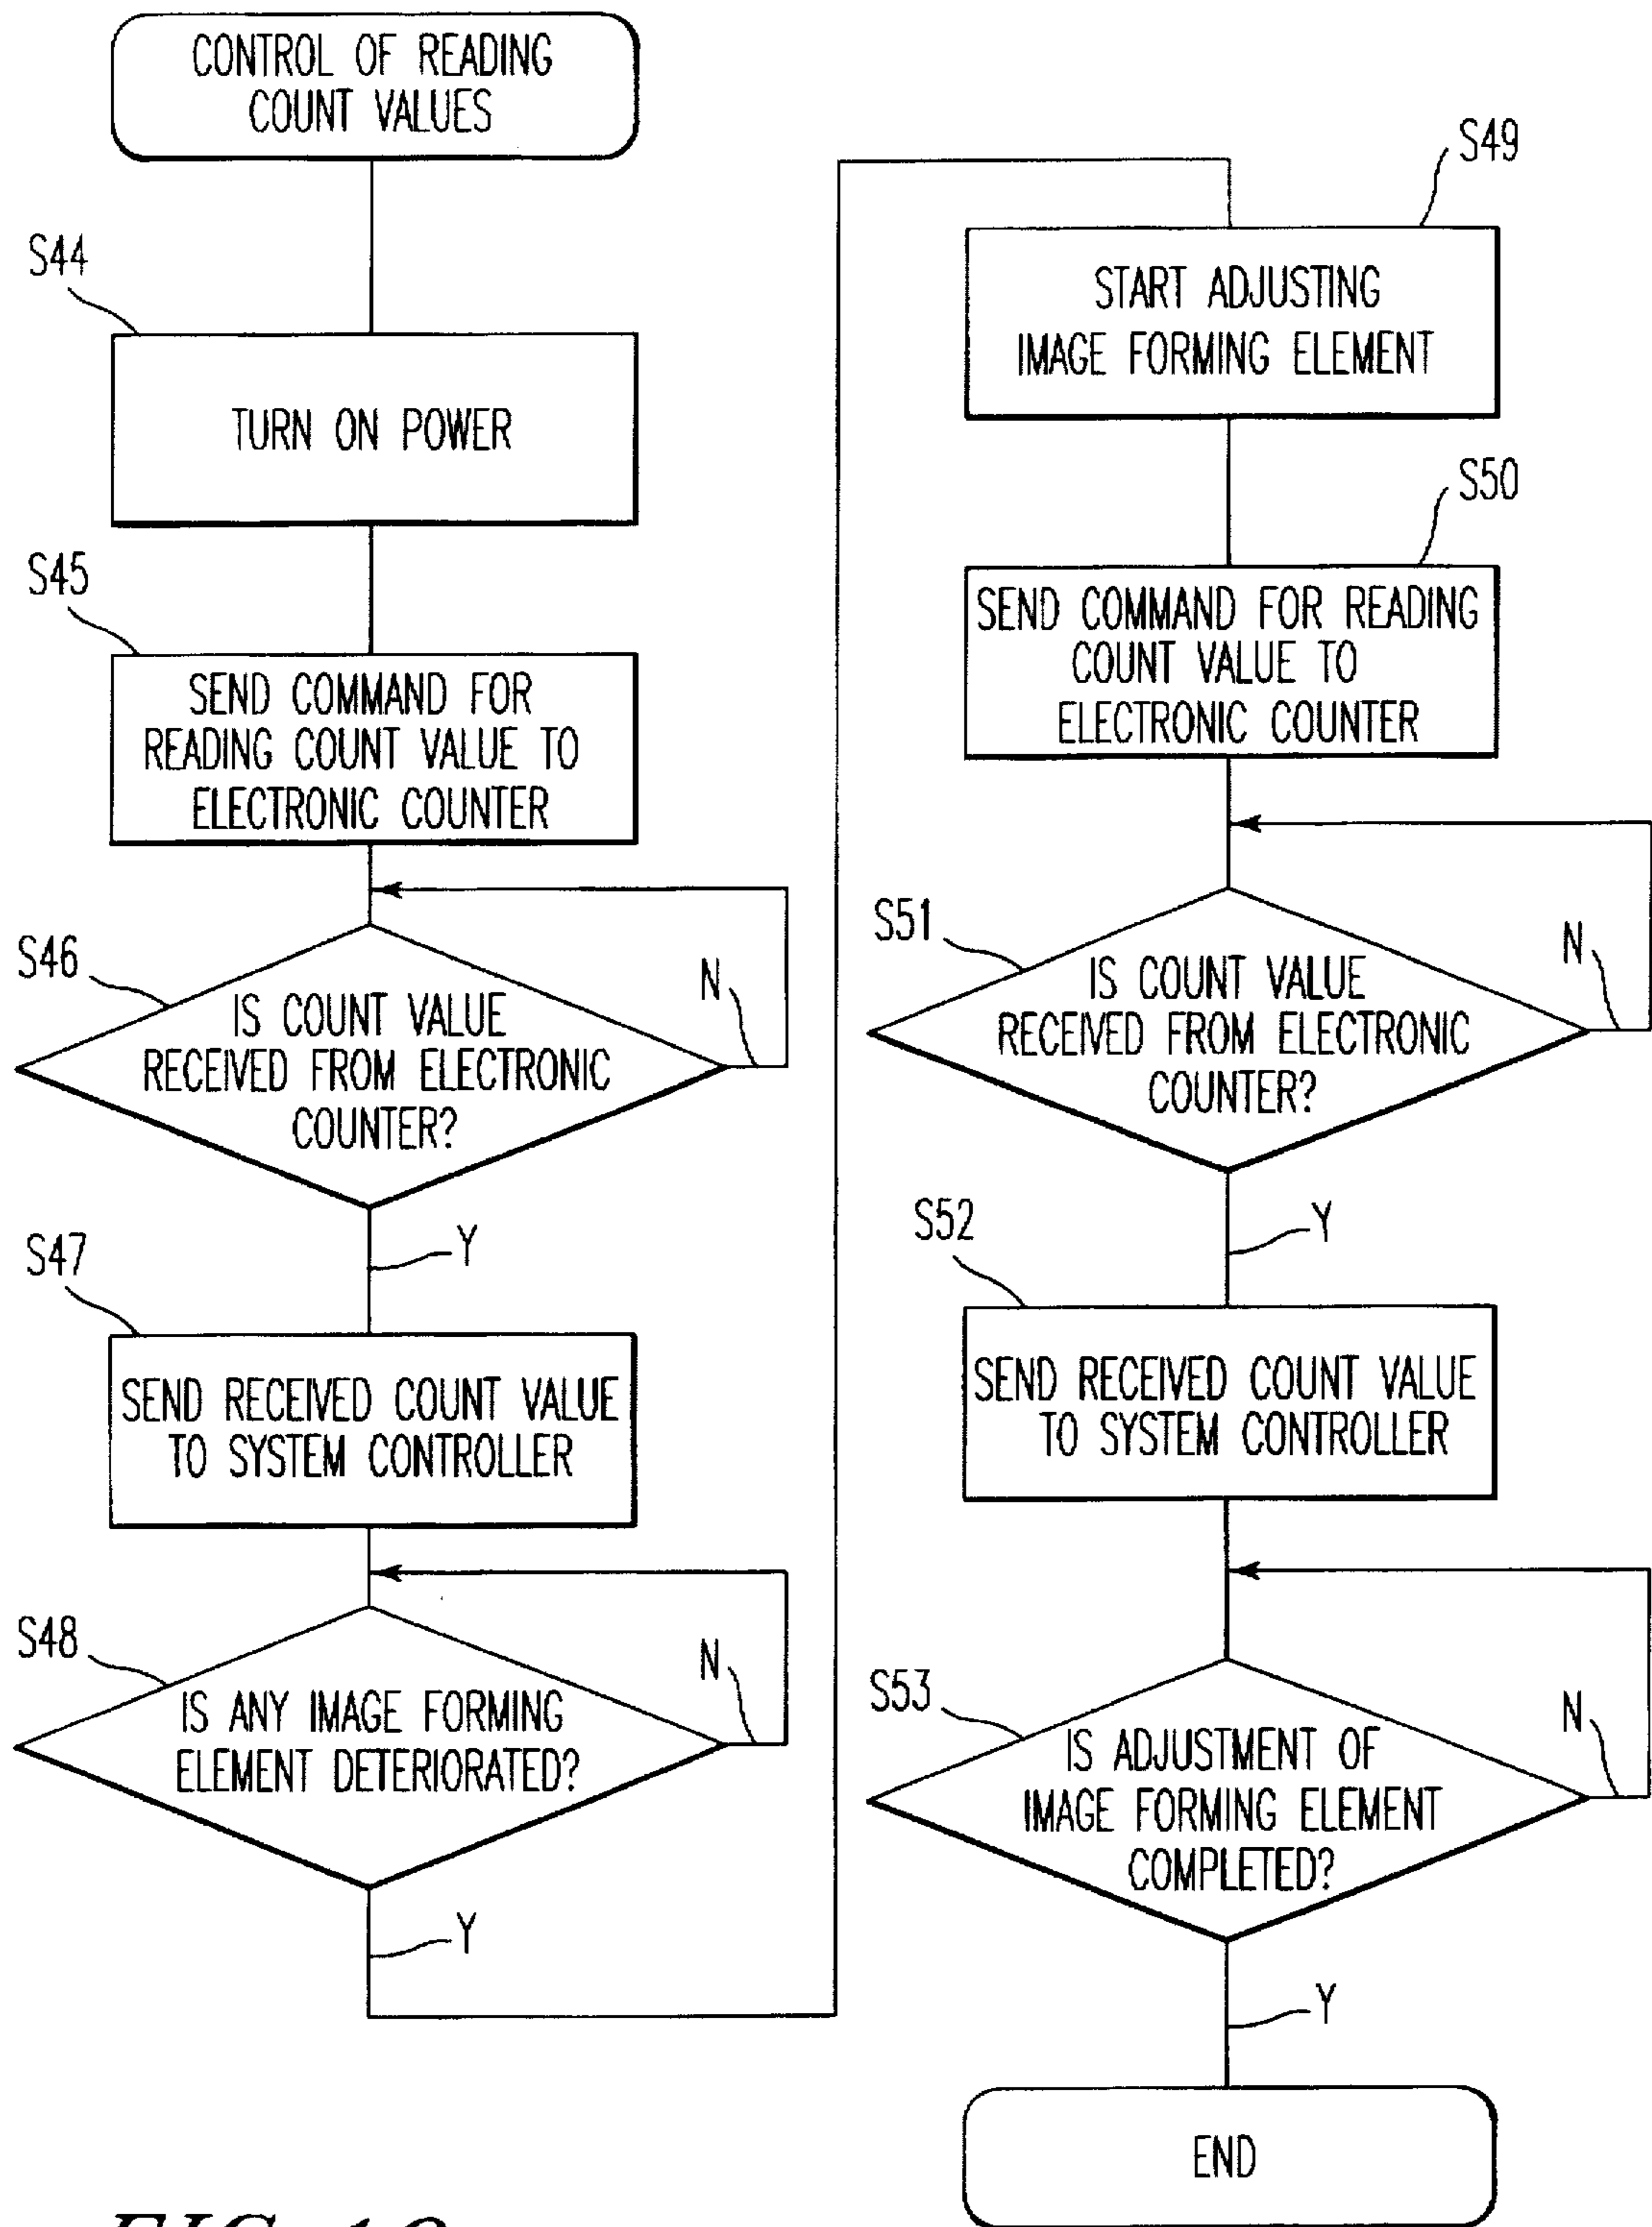 CONTROL OF READING
COUNT VALUES
S44
TURN ON POWER
S45
SEND COMMAND FOR
READING COUNT VALUE TO
ELECTRONIC COUNTER
S46
IS COUNT VALUE
RECEIVED FROM ELECTRONIC
COUNTER?
N
Y
S47
SEND RECEIVED COUNT VALUE
TO SYSTEM CONTROLLER
S48
IS ANY IMAGE FORMING
ELEMENT DETERIORATED?
N
Y
S49
START ADJUSTING
IMAGE FORMING ELEMENT
S50
SEND COMMAND FOR READING
COUNT VALUE TO
ELECTRONIC COUNTER
S51
IS COUNT VALUE
RECEIVED FROM ELECTRONIC
COUNTER?
N
Y
S52
SEND RECEIVED COUNT VALUE
TO SYSTEM CONTROLLER
S53
IS ADJUSTMENT OF
IMAGE FORMING ELEMENT
COMPLETED?
N
Y
END